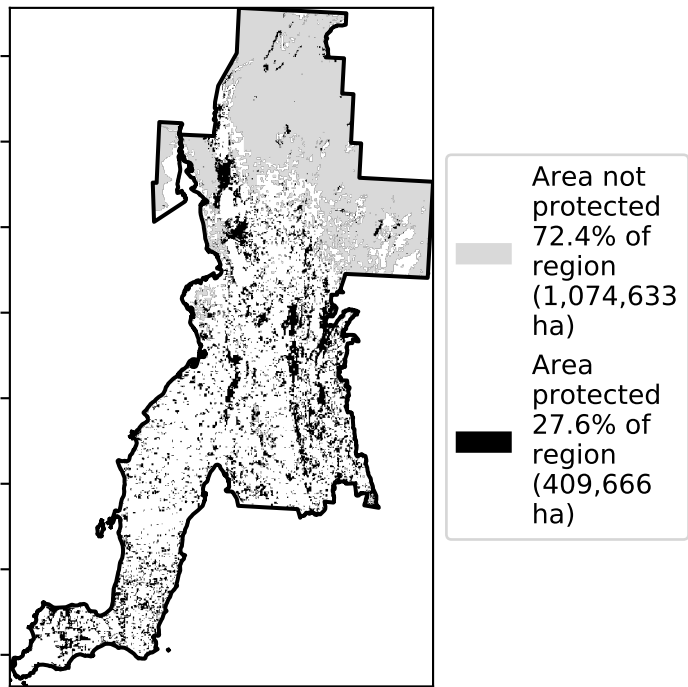 Area not
protected
72.4% of
region
(1,074,633
ha)
Area
protected
27.6% of
region
(409,666
ha)